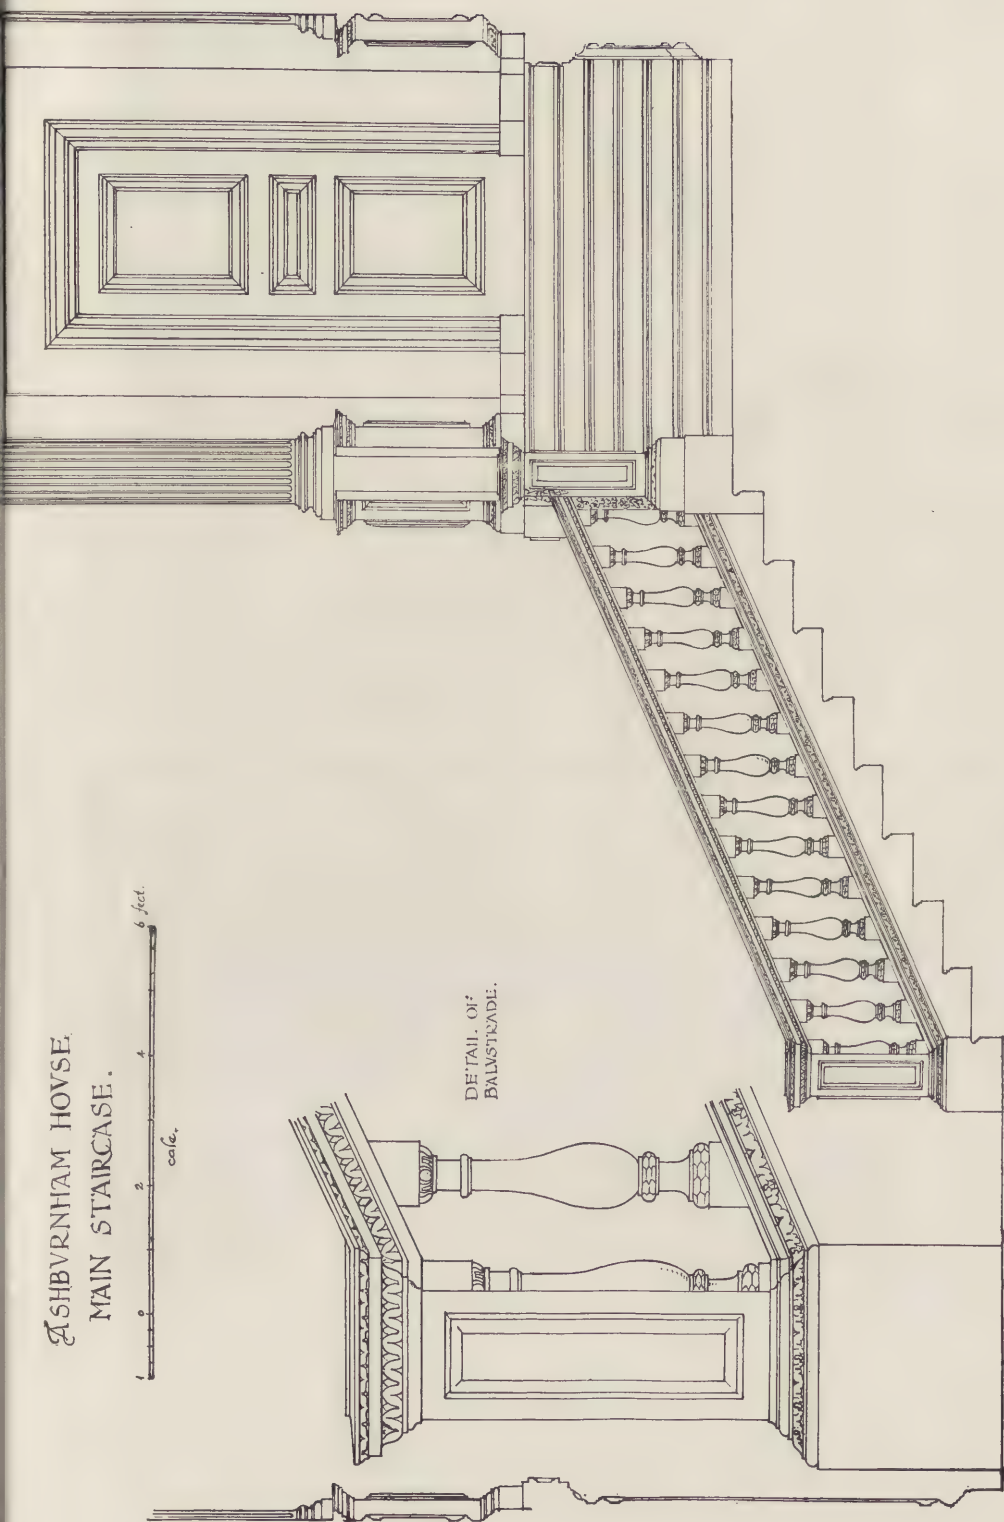 ASHBVRNHAM HOVSE.
MAIN STAIRCASE.
1 0 2 4 6 feet.
cale.
DETAIL. OF
BALVSTRADE.